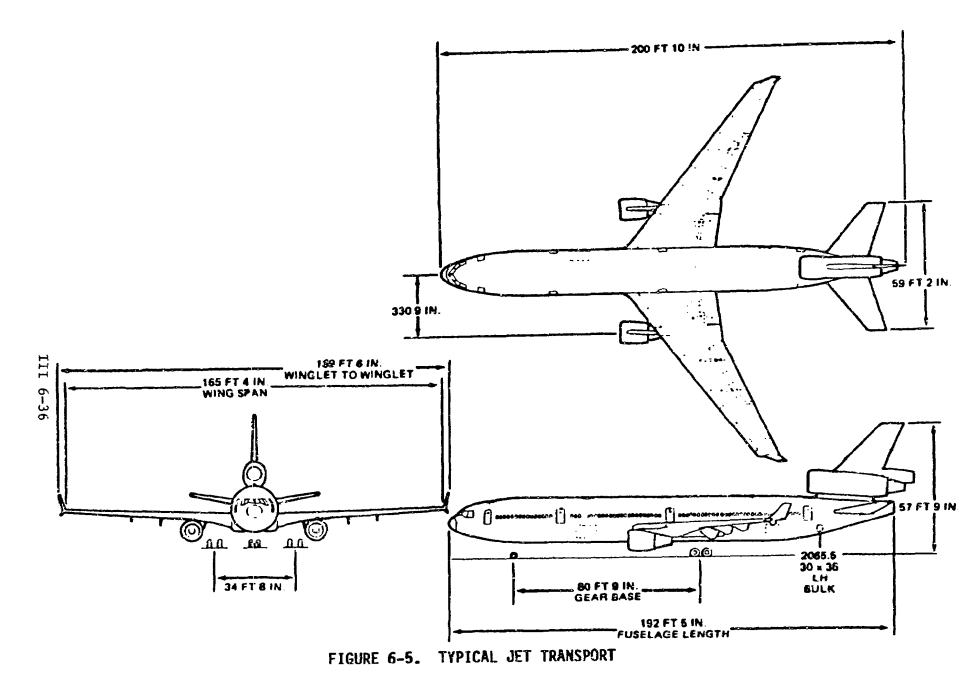 200 FT 10 IN
330 9 IN.
59 FT 2 IN.
III 6-36
FT 6 IN.
WINGLET TO WINGLET
165 FT 4 IN
WING SPAN
57 FT 9 IN.
34 FT 8 IN.
80 FT 9 IN.
GEAR BASE
2065.5
30 x 36
LH
BULK
192 FT 5 IN.
FUSELAGE LENGTH
FIGURE 6-5. TYPICAL JET TRANSPORT